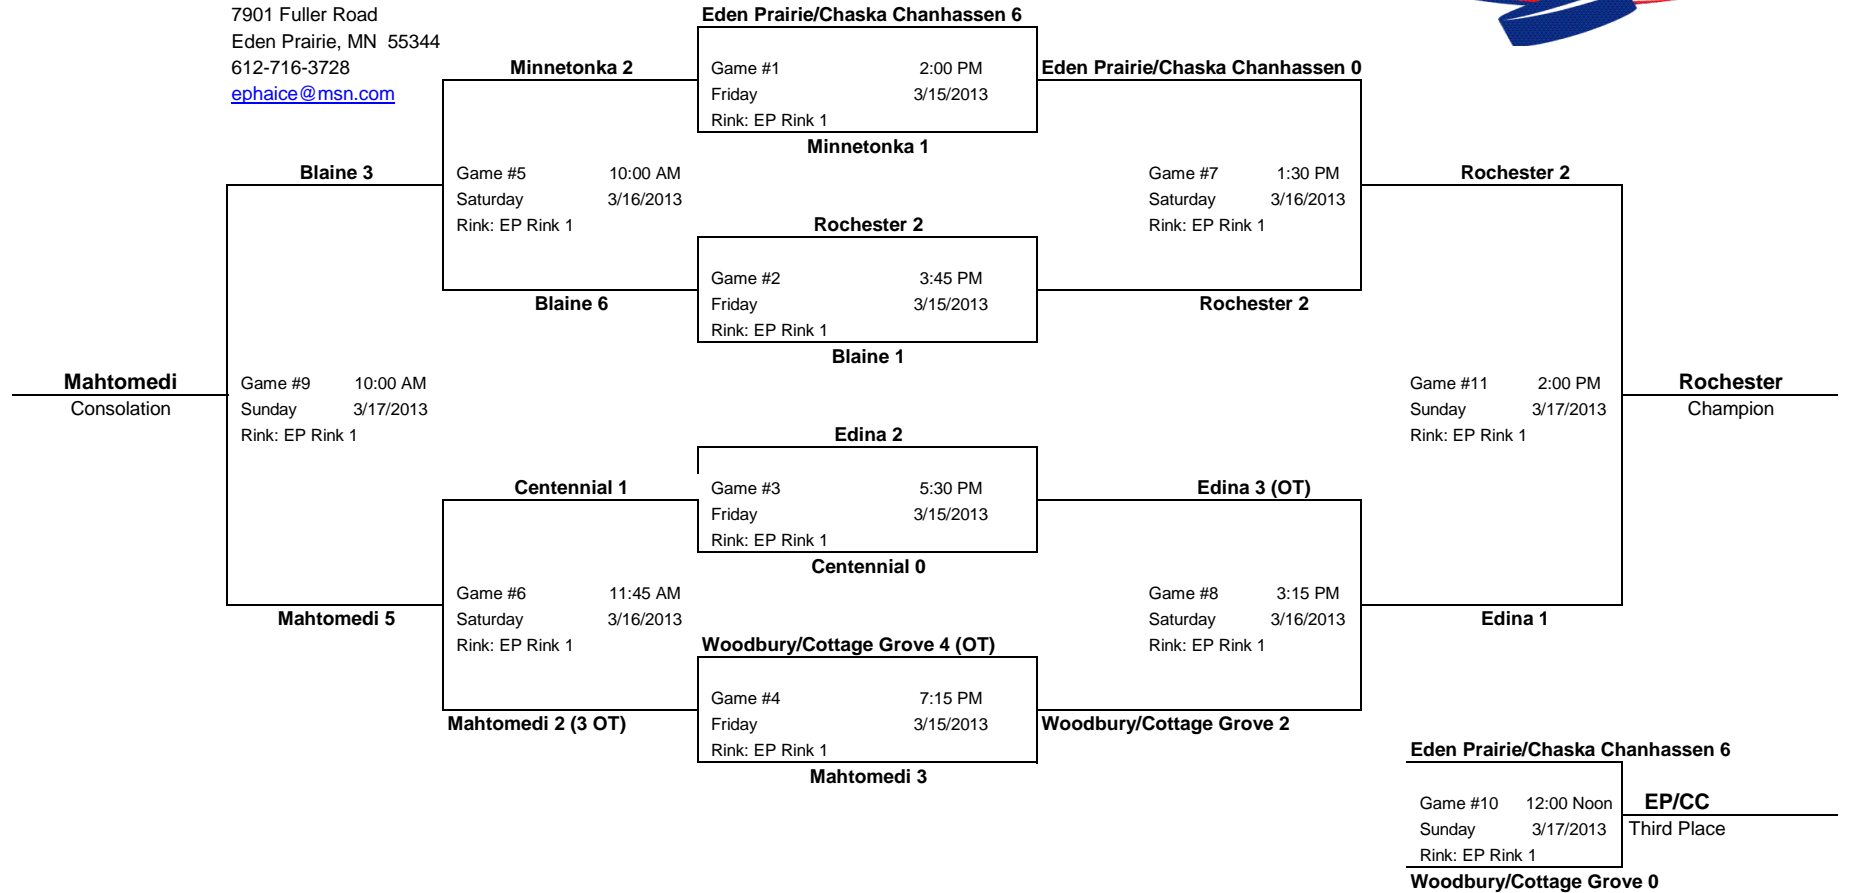 7901 Fuller Road
Eden Prairie, MN  55344
612-716-3728
ephaice@msn.com
Eden Prairie/Chaska Chanhassen 6
Minnetonka 2
Game #1 2:00 PM
Friday 3/15/2013
Rink: EP Rink 1
Eden Prairie/Chaska Chanhassen 0
Minnetonka 1
Blaine 3
Game #5 10:00 AM
Saturday 3/16/2013
Rink: EP Rink 1
Game #7 1:30 PM
Saturday 3/16/2013
Rink: EP Rink 1
Rochester 2
Rochester 2
Game #2 3:45 PM
Friday 3/15/2013
Rink: EP Rink 1
Blaine 6
Rochester 2
Blaine 1
Mahtomedi
Consolation
Game #9 10:00 AM
Sunday 3/17/2013
Rink: EP Rink 1
Game #11 2:00 PM
Sunday 3/17/2013
Rink: EP Rink 1
Rochester
Champion
Edina 2
Centennial 1
Game #3 5:30 PM
Friday 3/15/2013
Rink: EP Rink 1
Edina 3 (OT)
Centennial 0
Game #6 11:45 AM
Saturday 3/16/2013
Rink: EP Rink 1
Game #8 3:15 PM
Saturday 3/16/2013
Rink: EP Rink 1
Mahtomedi 5
Edina 1
Woodbury/Cottage Grove 4 (OT)
Game #4 7:15 PM
Friday 3/15/2013
Rink: EP Rink 1
Mahtomedi 2 (3 OT)
Woodbury/Cottage Grove 2
Mahtomedi 3
Eden Prairie/Chaska Chanhassen 6
Game #10 12:00 Noon
Sunday 3/17/2013
Rink: EP Rink 1
EP/CC
Third Place
Woodbury/Cottage Grove 0